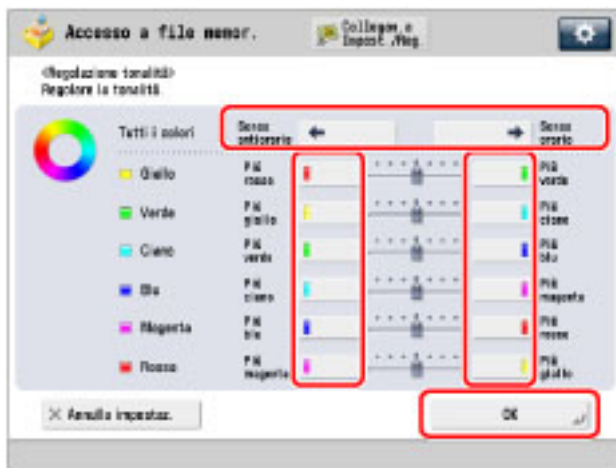 Accesso a file memor.
Collegam. a
Impost./Reg.
<Regolazione tonalità>
Regolare la tonalità.
Tutti i colori
Senso
antiorario
Senso
orario
Giallo
Più
rosso
Più
verde
Verde
Più
giallo
Più
ciano
Ciano
Più
verde
Più
blu
Blu
Più
ciano
Più
magenta
Magenta
Più
blu
Più
rosso
Rosso
Più
magenta
Più
giallo
Annulla impostaz.
OK